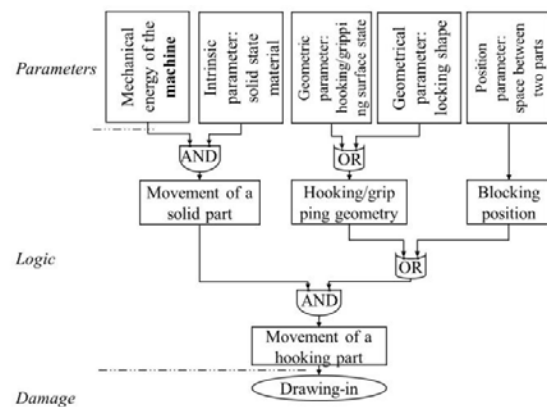 Parameters
Mechanical
energy of the
machine
Intrinsic
parameter:
solid state
material
Geometric
parameter:
hooking/grippi
ng surface state
Geometrical
parameter:
locking shape
Position
parameter:
space between
two parts
AND
OR
Movement of a
solid part
Hooking/grip
ping geometry
Blocking
position
Logic
OR
AND
Movement of a
hooking part
Drawing-in
Damage